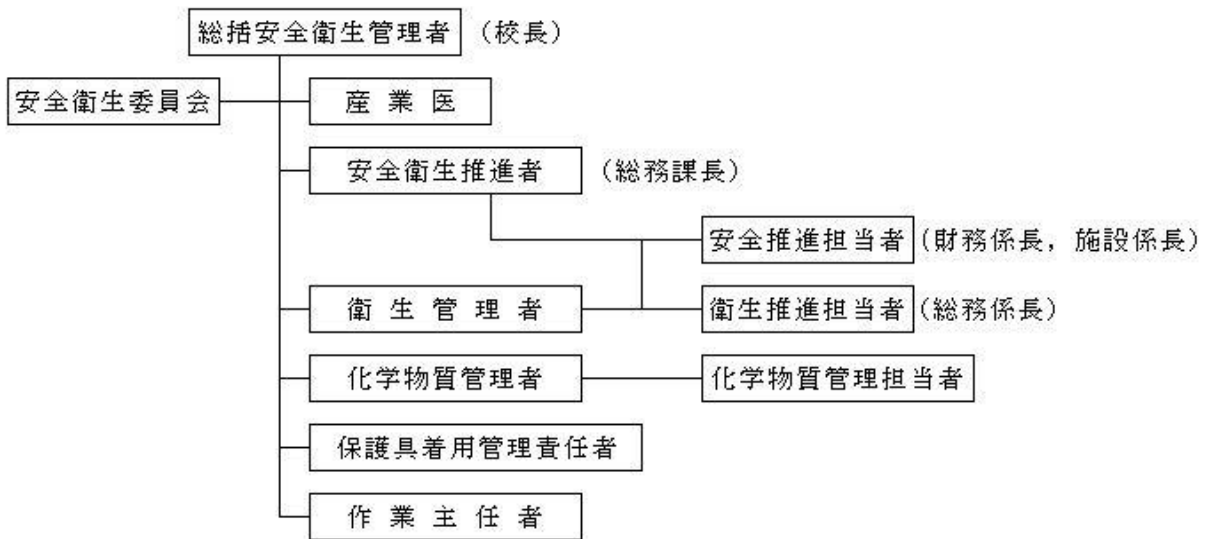 総括安全衛生管理者 (校長)
安全衛生委員会 産業医
安全衛生推進者 (総務課長)
安全推進担当者 (財務係長，施設係長)
衛生管理者 衛生推進担当者 (総務係長)
化学物質管理者 化学物質管理担当者
保護具着用管理責任者
作業主任者